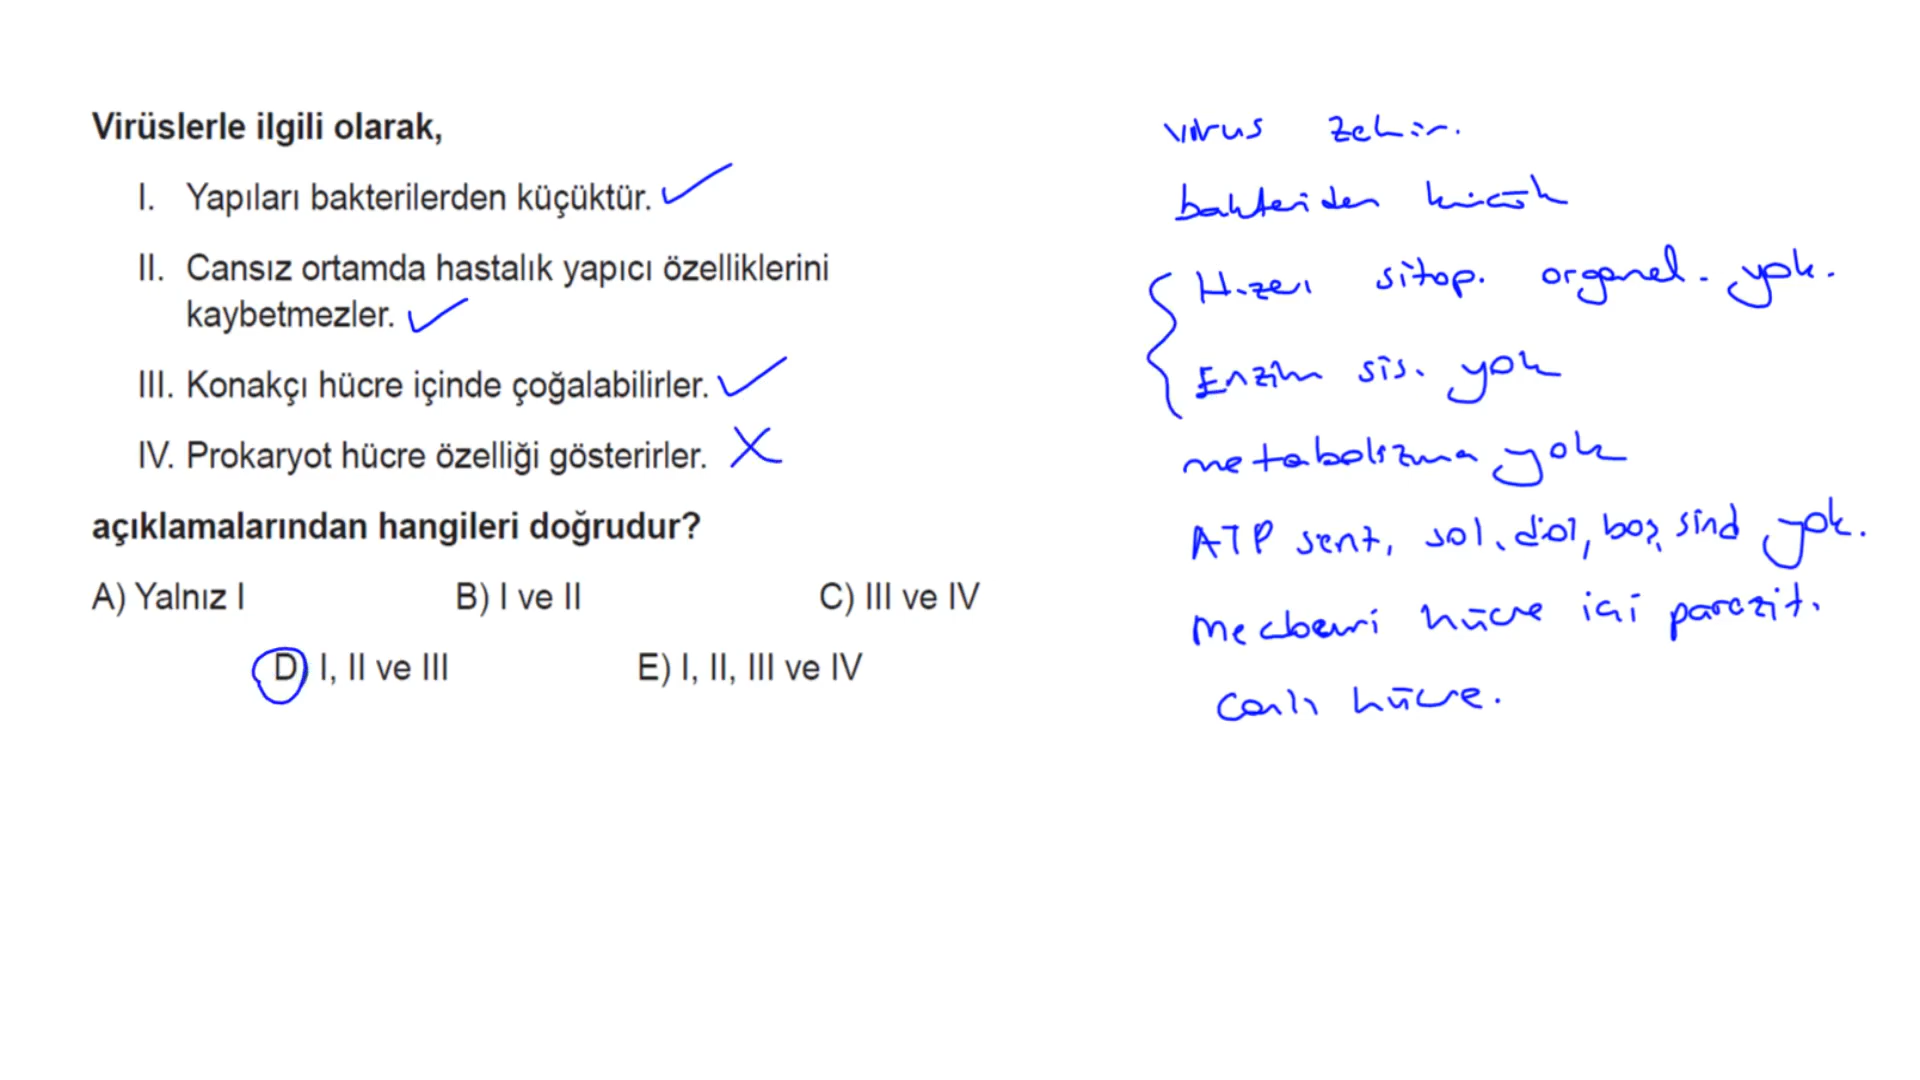 Virüslerle ilgili olarak,
I. Yapıları bakterilerden küçüktür.
II. Cansız ortamda hastalık yapıcı özelliklerini
kaybetmezler.
III. Konakçı hücre içinde çoğalabilirler.
IV. Prokaryot hücre özelliği gösterirler.
açıklamalarından hangileri doğrudur?
A) Yalnız I B) I ve II C) III ve IV
D) I, II ve III E) I, II, III ve IV
virus zehir.
bakteriden küçük
H.zarı sitop. organel. yok.
Enzim sis. yok
metabolizma yok
ATP sent, sol, boş, sind yok.
Mecburi hücre içi parazit.
Canlı hücre.